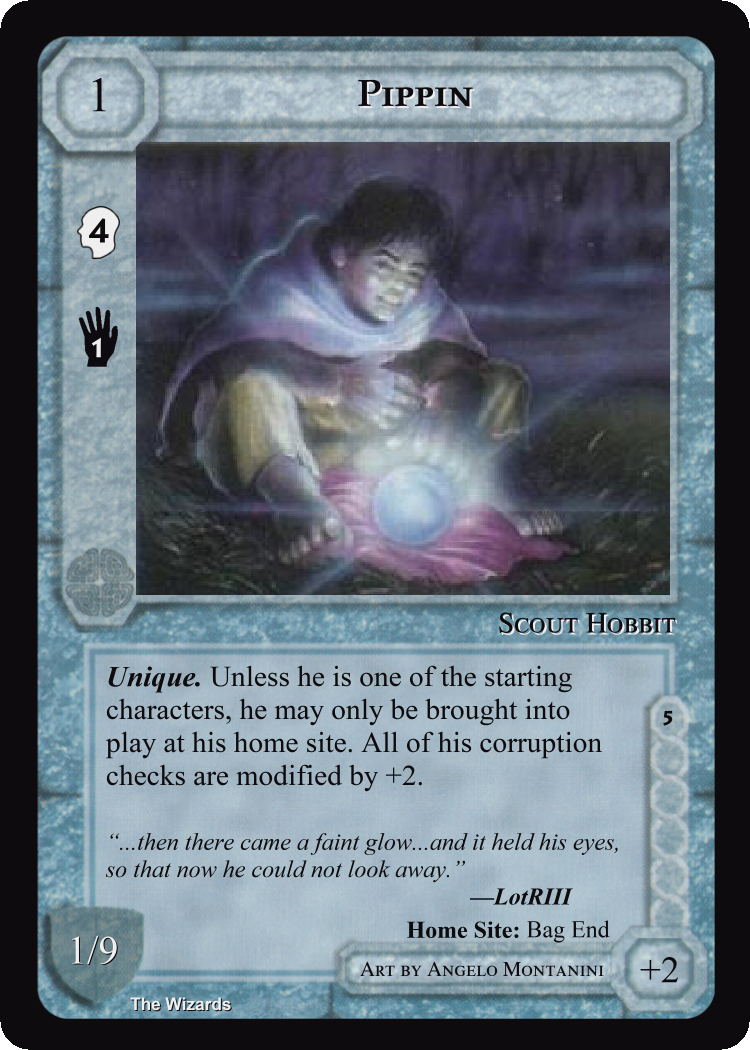 1
Pippin
4
1
Scout Hobbit
Unique. Unless he is one of the starting
characters, he may only be brought into
play at his home site. All of his corruption
checks are modified by +2.
5
“...then there came a faint glow...and it held his eyes,
so that now he could not look away.”
—LotRIII
Home Site: Bag End
1/9
Art by Angelo Montanini
+2
The Wizards